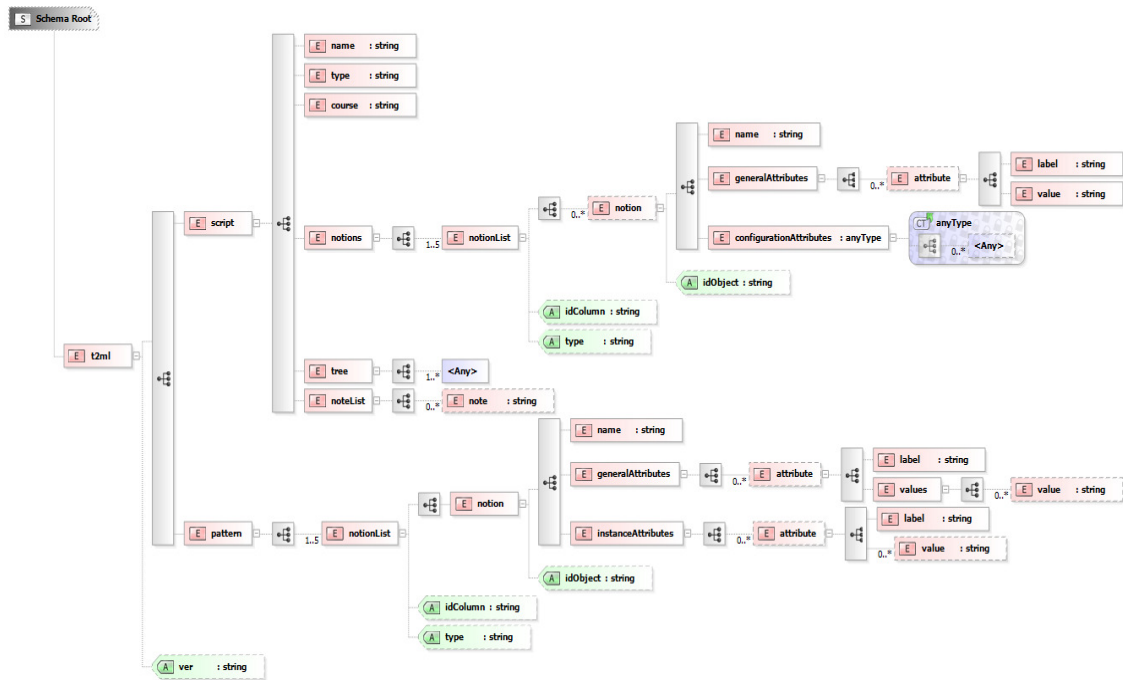 S Schema Root
E name : string
E type : string
E course : string
E name : string
E label : string
E generalAttributes
0..*
E attribute
E value : string
E script
E notions
1..5
E notionList
0..*
E notion
E configurationAttributes : anyType
CT anyType
0..* <Any>
A idObject : string
A idColumn : string
A type : string
E t2ml
E tree
1..*
<Any>
E noteList
0..*
E note : string
E name : string
E label : string
E generalAttributes
0..*
E attribute
E values
0..*
E value : string
E notion
E label : string
E pattern
1..5
E notionList
E instanceAttributes
0..*
E attribute
0..*
E value : string
A idObject : string
A idColumn : string
A type : string
A ver : string